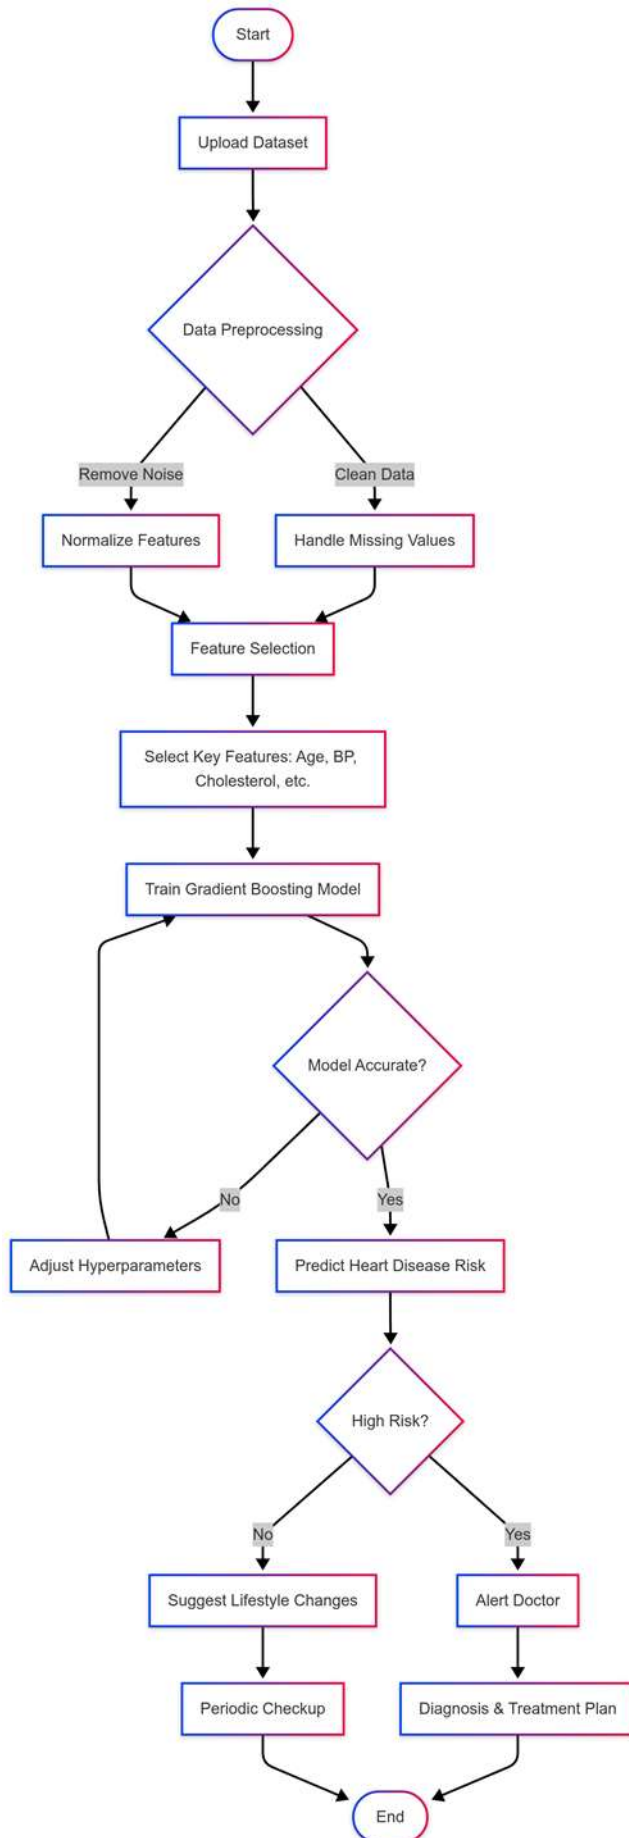 Start
Upload Dataset
Data Preprocessing
Remove Noise
Clean Data
Normalize Features
Handle Missing Values
Feature Selection
Select Key Features: Age, BP,
Cholesterol, etc.
Train Gradient Boosting Model
Model Accurate?
No
Yes
Adjust Hyperparameters
Predict Heart Disease Risk
High Risk?
No
Yes
Suggest Lifestyle Changes
Alert Doctor
Periodic Checkup
Diagnosis & Treatment Plan
End